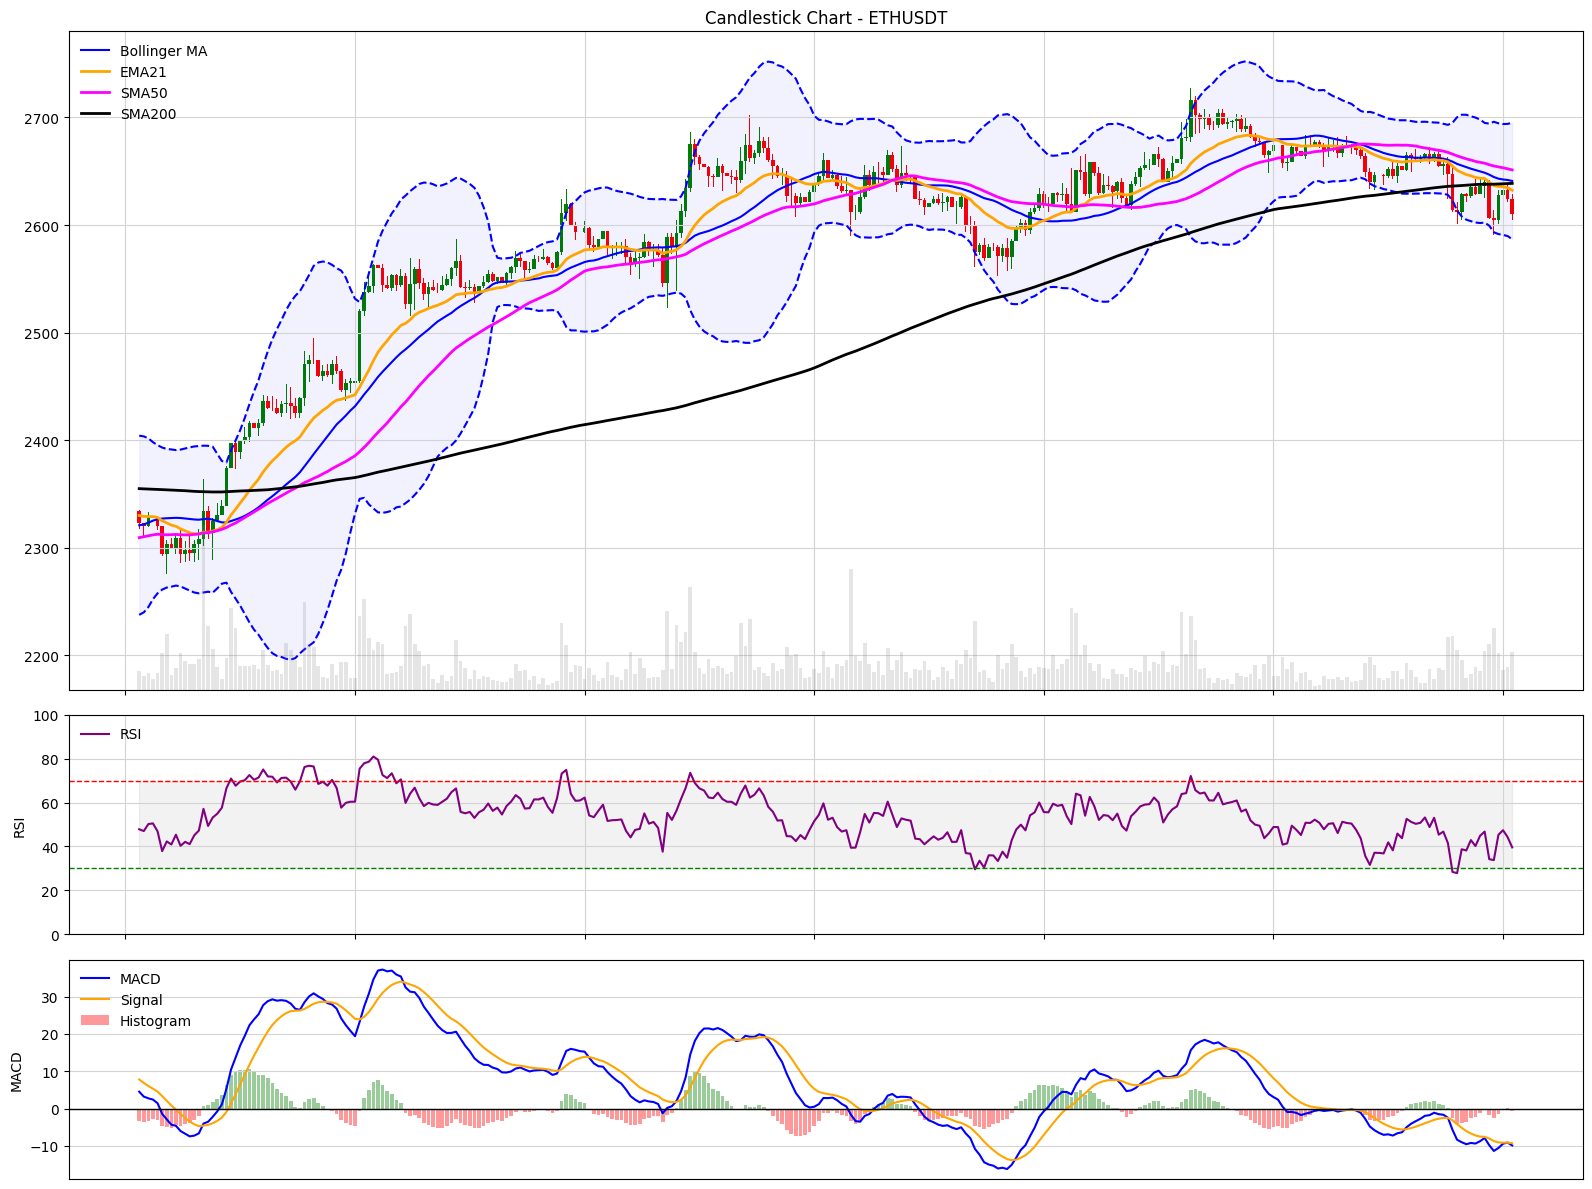 Candlestick Chart - ETHUSDT
Bollinger MA
EMA21
SMA50
SMA200
2700
2600
2500
2400
2300
2200
RSI
100
80
60
40
20
0
RSI
MACD
Signal
Histogram
30
20
10
0
−10
MACD